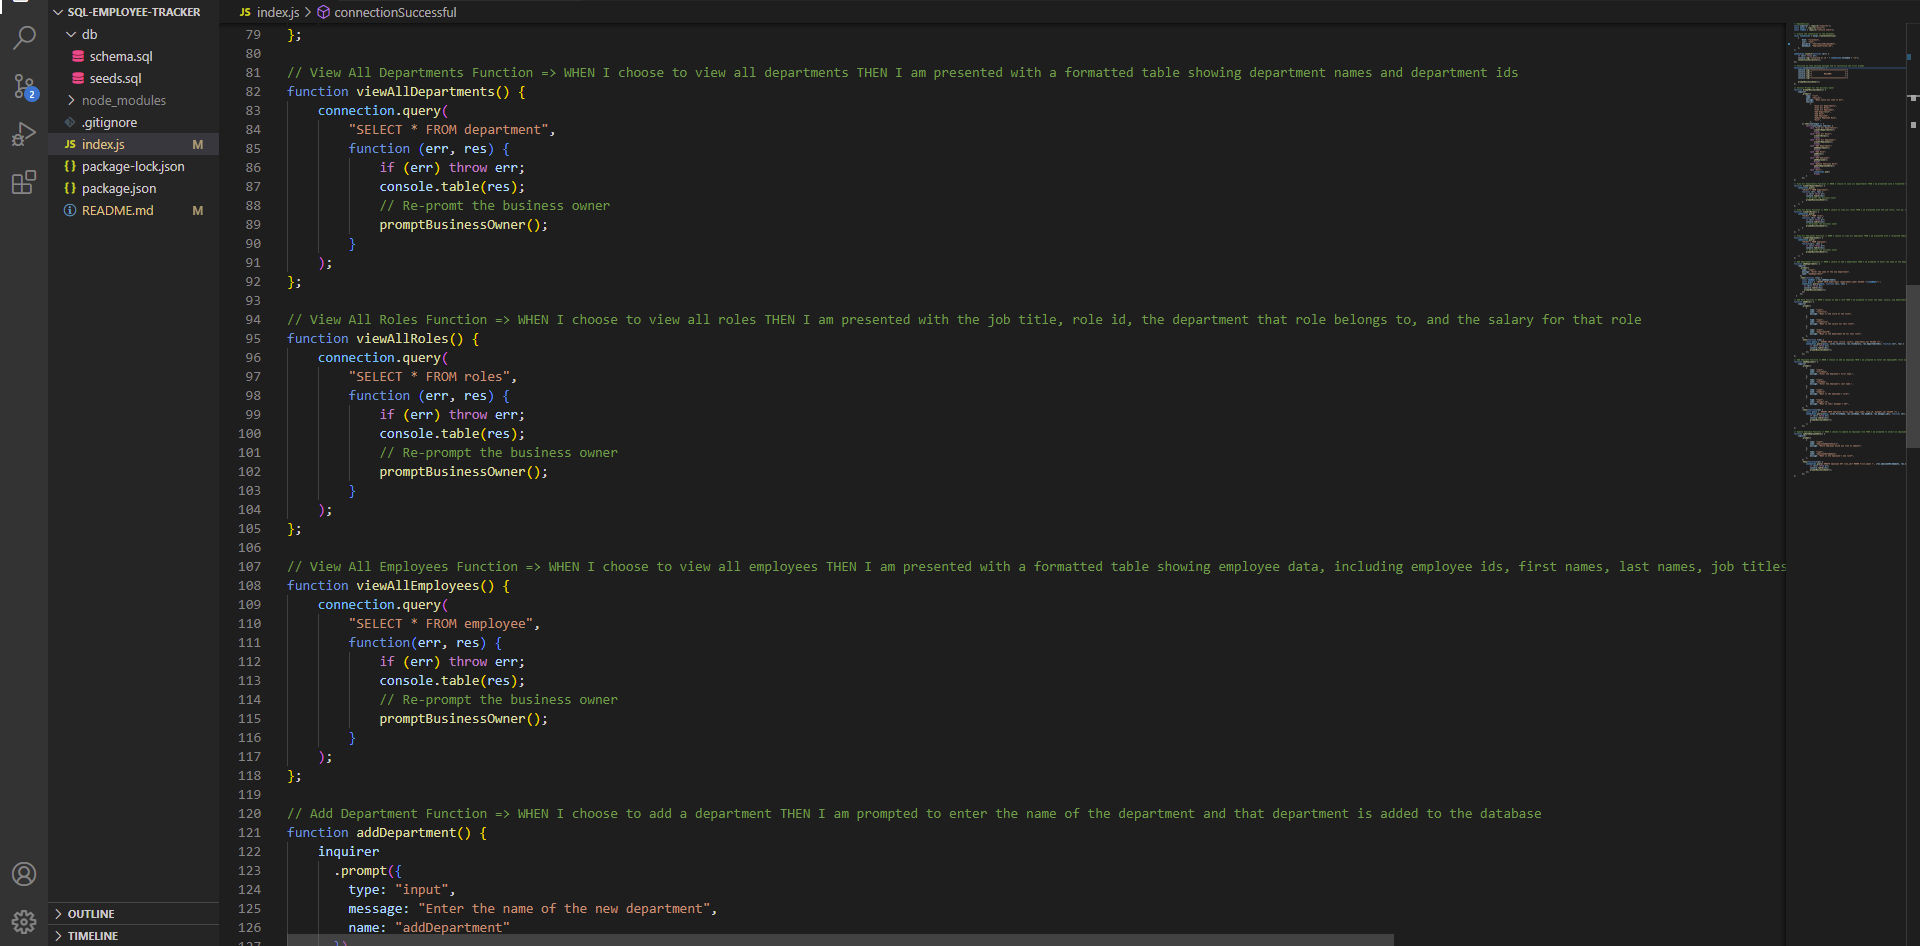 SQL-EMPLOYEE-TRACKER
db
schema.sql
seeds.sql
node_modules
.gitignore
JS index.js M
{} package-lock.json
{} package.json
README.md M
2
OUTLINE
TIMELINE
JS index.js > connectionSuccessful
79 };
80
81 // View All Departments Function => WHEN I choose to view all departments THEN I am presented with a formatted table showing department names and department ids
82 function viewAllDepartments() {
83 connection.query(
84 "SELECT * FROM department",
85 function (err, res) {
86 if (err) throw err;
87 console.table(res);
88 // Re-promt the business owner
89 promptBusinessOwner();
90 }
91 );
92 };
93
94 // View All Roles Function => WHEN I choose to view all roles THEN I am presented with the job title, role id, the department that role belongs to, and the salary for that role
95 function viewAllRoles() {
96 connection.query(
97 "SELECT * FROM roles",
98 function (err, res) {
99 if (err) throw err;
100 console.table(res);
101 // Re-prompt the business owner
102 promptBusinessOwner();
103 }
104 );
105 };
106
107 // View All Employees Function => WHEN I choose to view all employees THEN I am presented with a formatted table showing employee data, including employee ids, first names, last names, job titles
108 function viewAllEmployees() {
109 connection.query(
110 "SELECT * FROM employee",
111 function(err, res) {
112 if (err) throw err;
113 console.table(res);
114 // Re-prompt the business owner
115 promptBusinessOwner();
116 }
117 );
118 };
119
120 // Add Department Function => WHEN I choose to add a department THEN I am prompted to enter the name of the department and that department is added to the database
121 function addDepartment() {
122 inquirer
123 .prompt({
124 type: "input",
125 message: "Enter the name of the new department",
126 name: "addDepartment"
127 })